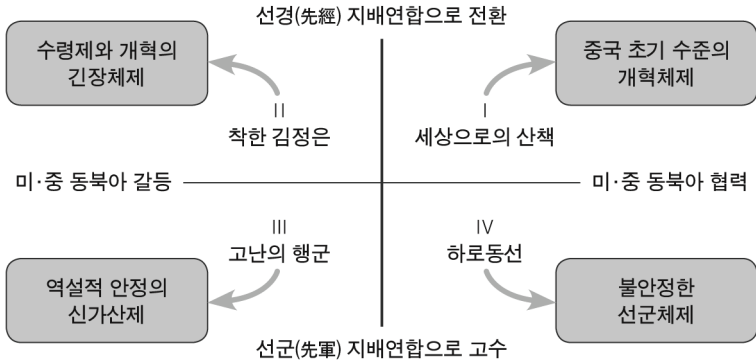 선경(先經) 지배연합으로 전환
수령제와 개혁의
긴장체제
중국 초기 수준의
개혁체제
II
착한 김정은
I
세상으로의 산책
미·중 동북아 갈등
미·중 동북아 협력
III
고난의 행군
IV
하로동선
역설적 안정의
신가산제
불안정한
선군체제
선군(先軍) 지배연합으로 고수